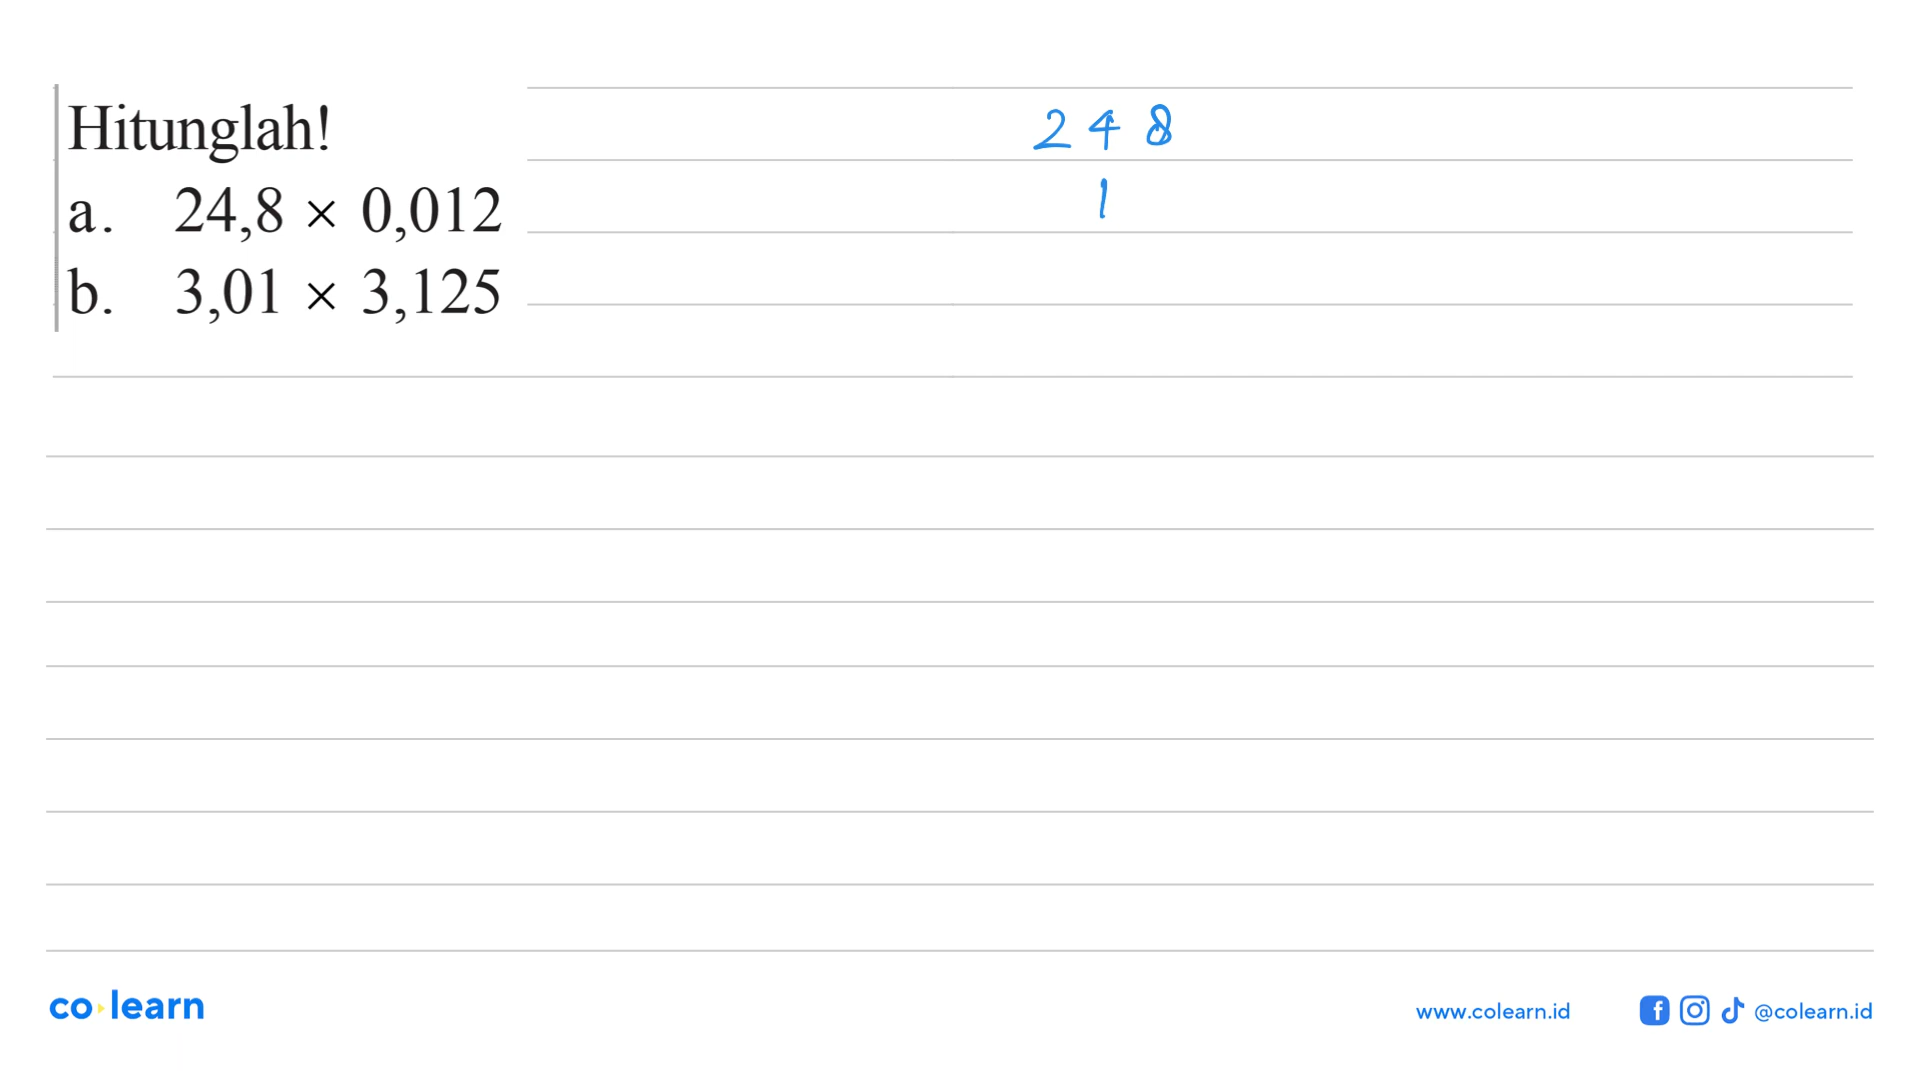 Hitunglah!
a. 24,8 × 0,012
b. 3,01 × 3,125
2 4 8
1
co learn
www.colearn.id
@colearn.id